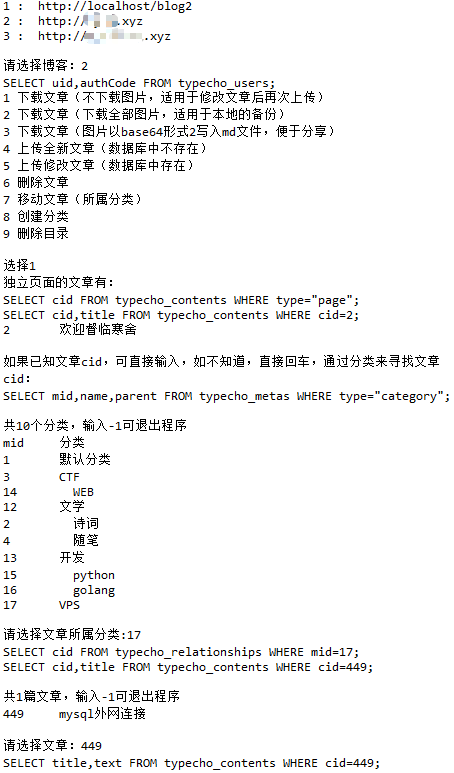 1 :  http://localhost/blog2
2 :  http://.xyz
3 :  http://.xyz
请选择博客: 2
SELECT uid,authCode FROM typecho_users;
1 下载文章（不下载图片，适用于修改文章后再次上传）
2 下载文章（下载全部图片，适用于本地的备份）
3 下载文章（图片以base64形式2写入md文件，便于分享）
4 上传全新文章（数据库中不存在）
5 上传修改文章（数据库中存在）
6 删除文章
7 移动文章（所属分类）
8 创建分类
9 删除目录
选择1
独立页面的文章有:
SELECT cid FROM typecho_contents WHERE type="page";
SELECT cid,title FROM typecho_contents WHERE cid=2;
2 欢迎督临寒舍
如果已知文章cid，可直接输入，如不知道，直接回车，通过分类来寻找文章
cid:
SELECT mid,name,parent FROM typecho_metas WHERE type="category";
共10个分类，输入-1可退出程序
mid 分类
1 默认分类
3 CTF
14 WEB
12 文学
2 诗词
4 随笔
13 开发
15 python
16 golang
17 VPS
请选择文章所属分类:17
SELECT cid FROM typecho_relationships WHERE mid=17;
SELECT cid,title FROM typecho_contents WHERE cid=449;
共1篇文章，输入-1可退出程序
449 mysql外网连接
请选择文章: 449
SELECT title,text FROM typecho_contents WHERE cid=449;